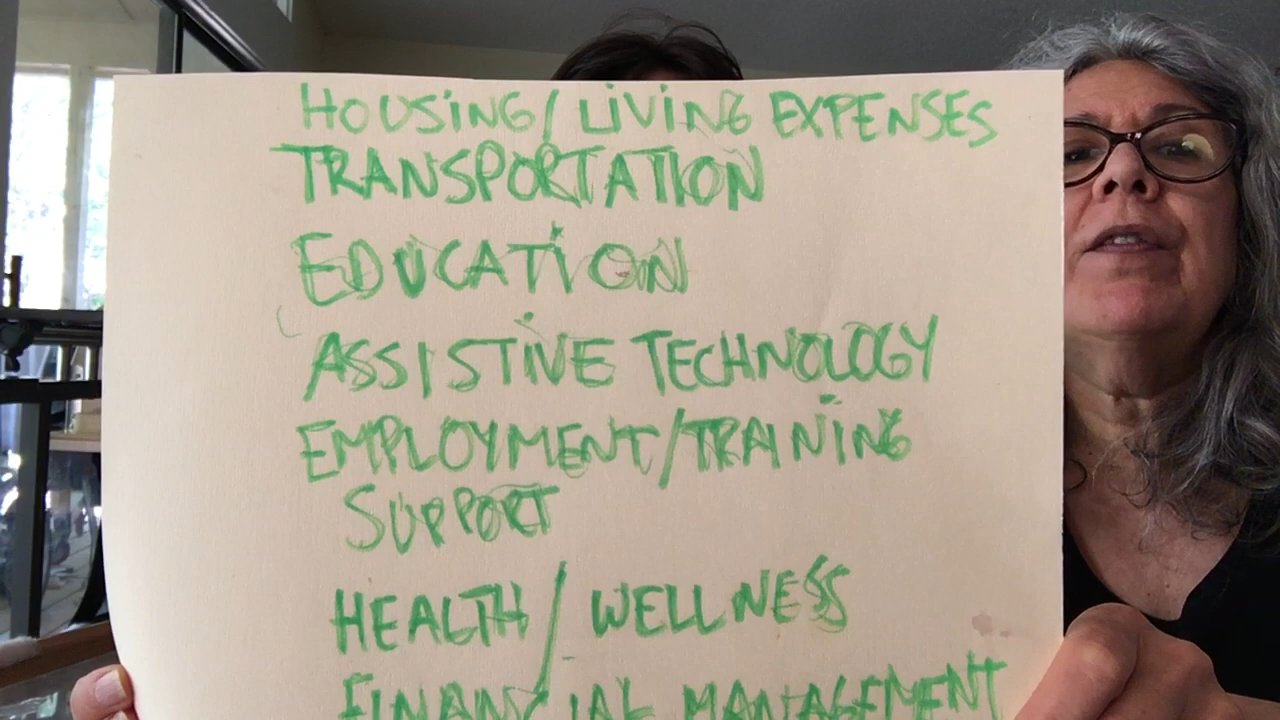 HOUSING/LIVING EXPENSES
TRANSPORTATION
EDUCATION
ASSISTIVE TECHNOLOGY
EMPLOYMENT/TRAINING
SUPPORT
HEALTH/WELLNESS
FINANCIAL MANAGEMENT